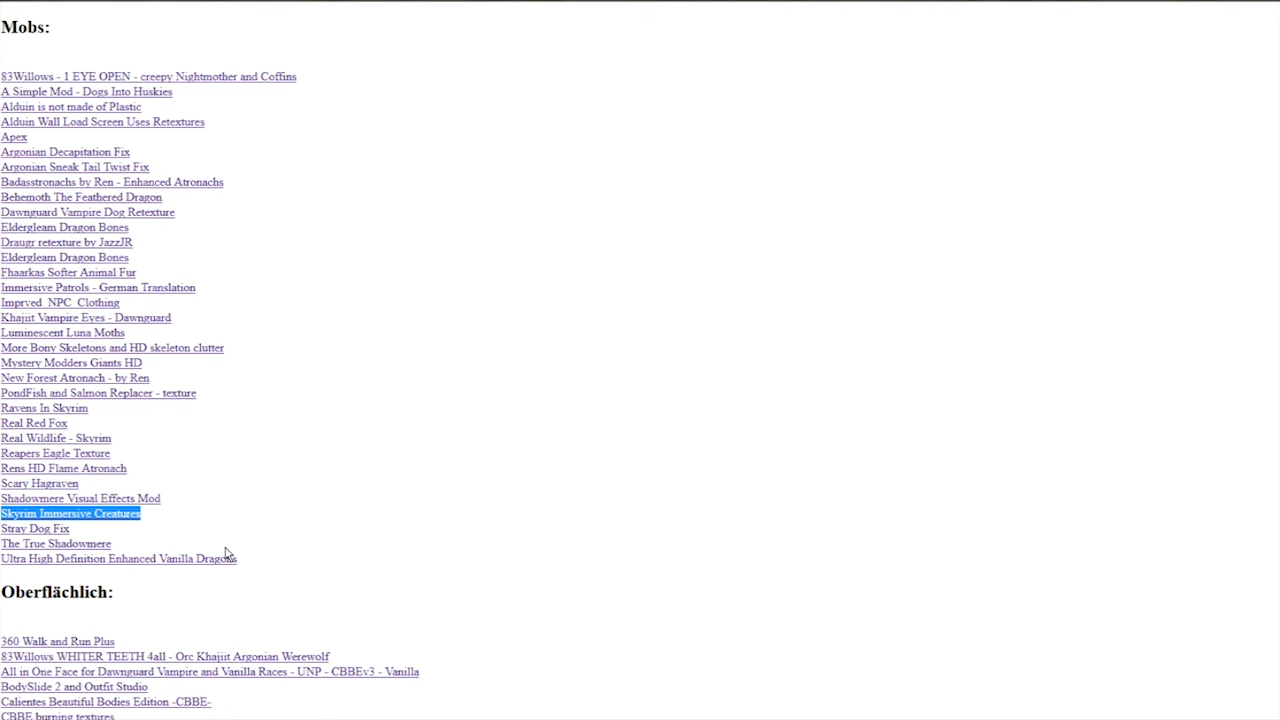 Mobs:
83Willows - 1 EYE OPEN - creepy Nightmother and Coffins
A Simple Mod - Dogs Into Huskies
Alduin is not made of Plastic
Alduin Wall Load Screen Uses Retextures
Apex
Argonian Decapitation Fix
Argonian Sneak Tail Twist Fix
Badasstronachs by Ren - Enhanced Atronachs
Behemoth The Feathered Dragon
Dawnguard Vampire Dog Retexture
Eldergleam Dragon Bones
Draugr retexture by JazzJR
Eldergleam Dragon Bones
Fhaarkas Softer Animal Fur
Immersive Patrols - German Translation
Imprved_NPC_Clothing
Khajiit Vampire Eyes - Dawnguard
Luminescent Luna Moths
More Bony Skeletons and HD skeleton clutter
Mystery Modders Giants HD
New Forest Atronach - by Ren
PondFish and Salmon Replacer - texture
Ravens In Skyrim
Real Red Fox
Real Wildlife - Skyrim
Reapers Eagle Texture
Rens HD Flame Atronach
Scary Hagraven
Shadowmere Visual Effects Mod
Skyrim Immersive Creatures
Stray Dog Fix
The True Shadowmere
Ultra High Definition Enhanced Vanilla Dragons
Oberflächlich:
360 Walk and Run Plus
83Willows WHITER TEETH 4all - Orc Khajiit Argonian Werewolf
All in One Face for Dawnguard Vampire and Vanilla Races - UNP - CBBEv3 - Vanilla
BodySlide 2 and Outfit Studio
Calientes Beautiful Bodies Edition -CBBE-
CBBE burning textures